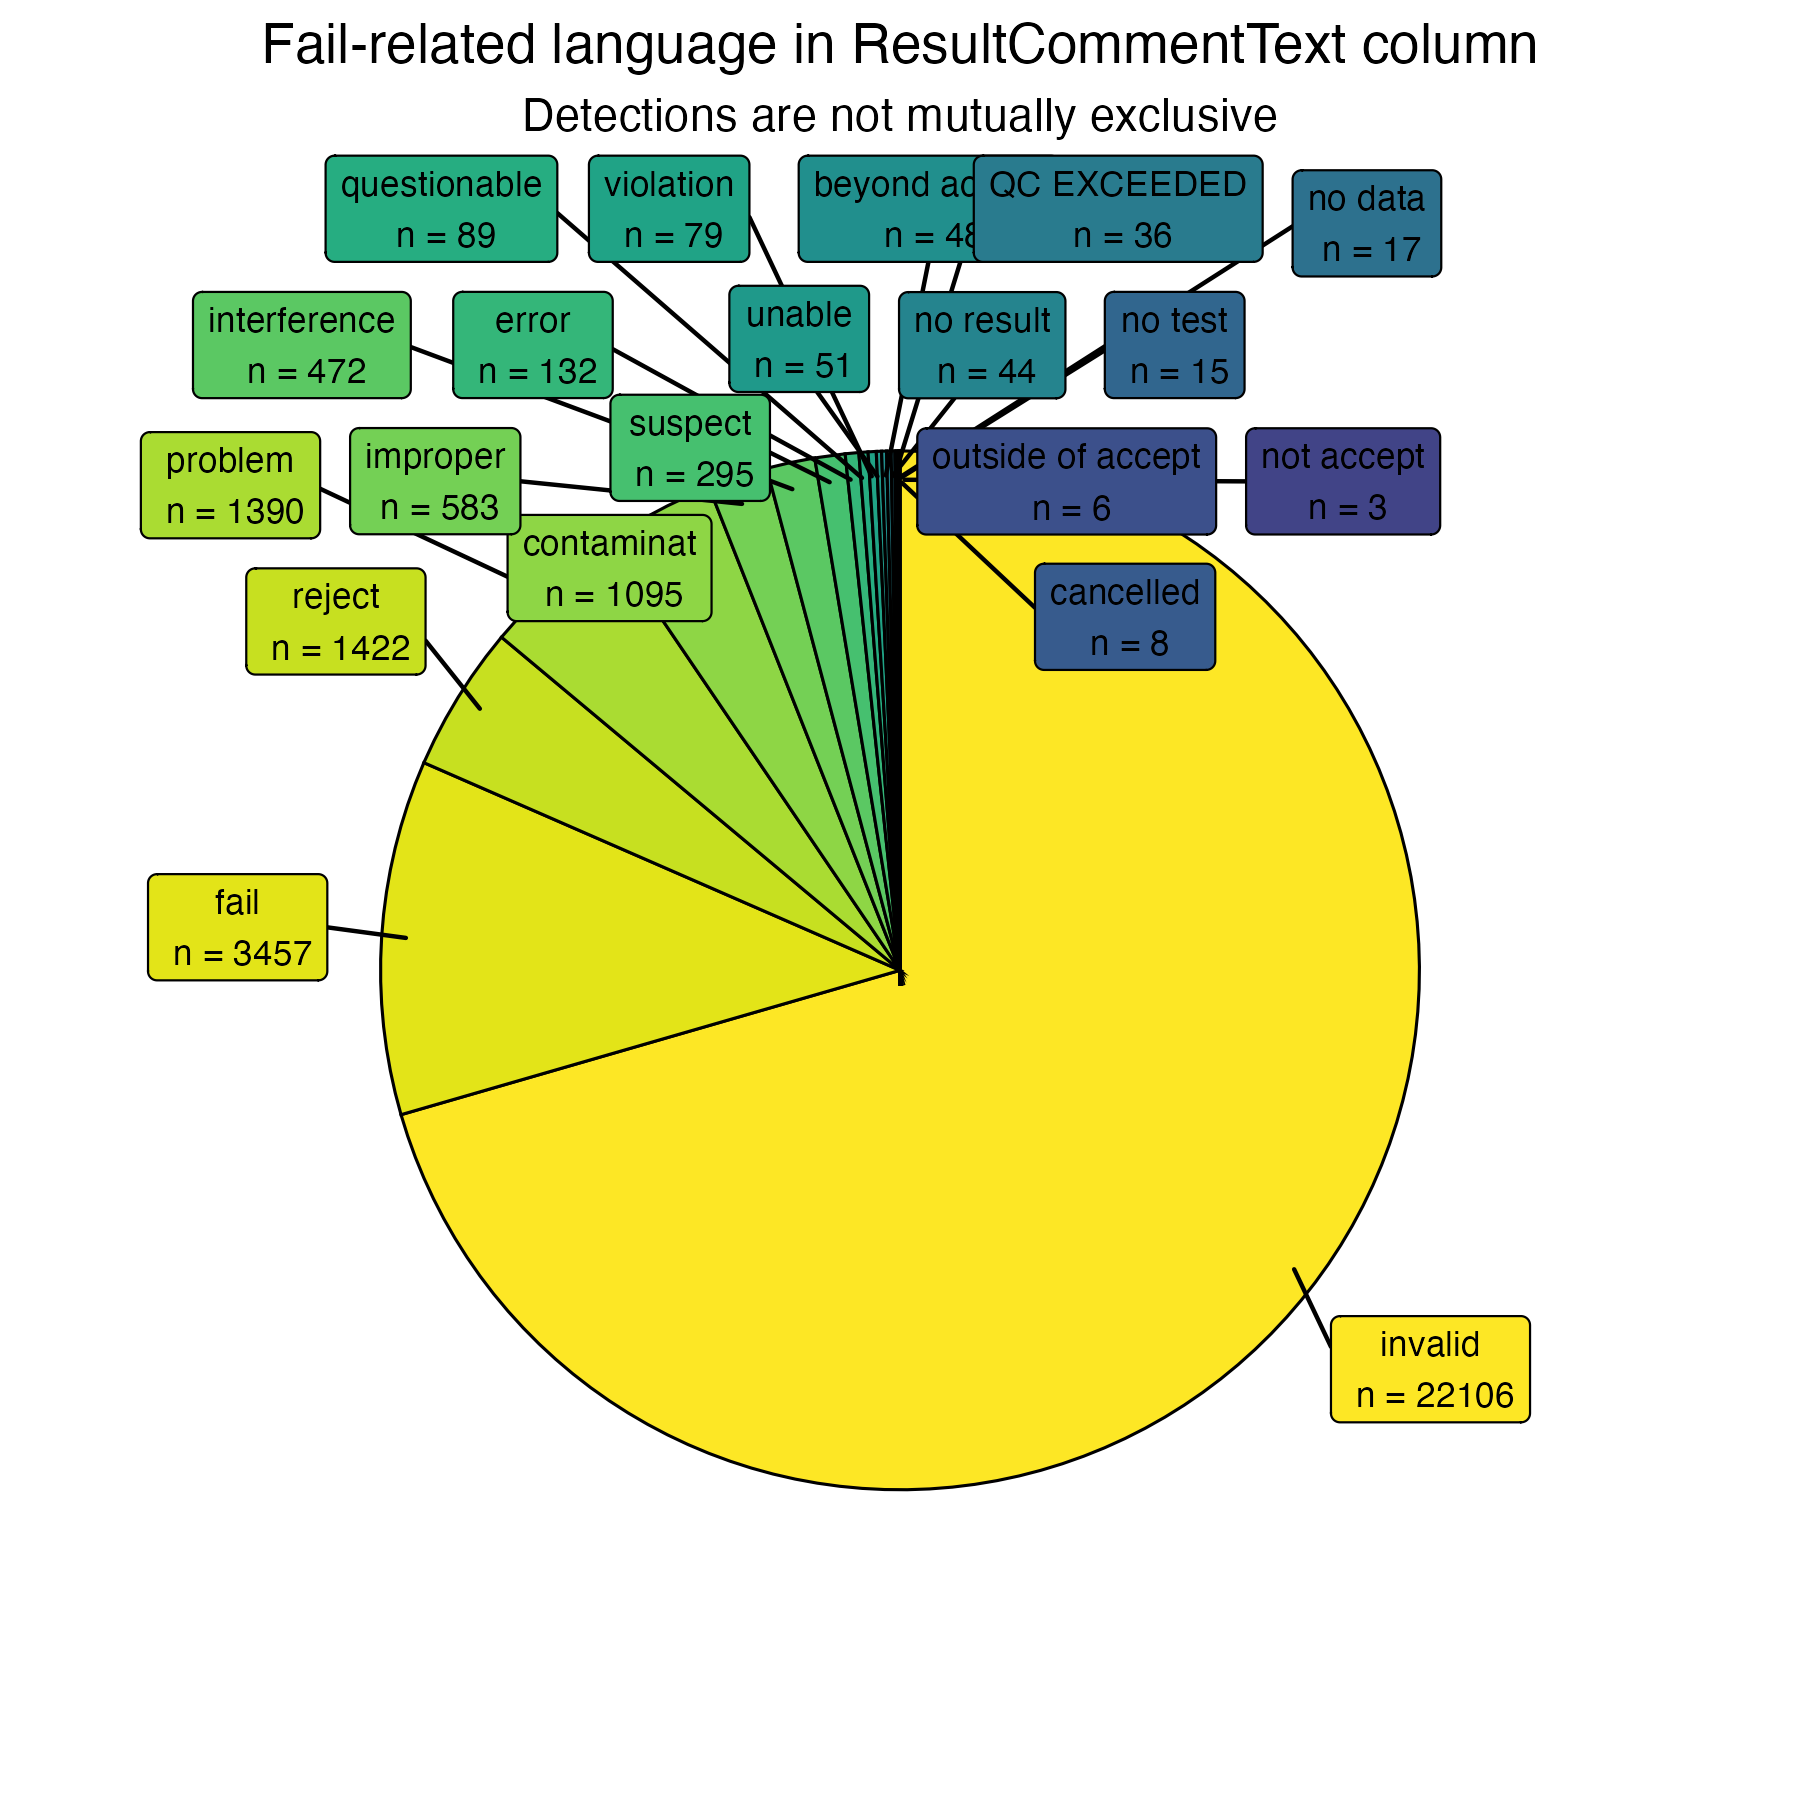 Fail-related language in ResultCommentText column
Detections are not mutually exclusive
questionable
n = 89
violation
n = 79
beyond
n = 48
QC EXCEEDED
n = 36
no data
n = 17
interference
n = 472
error
n = 132
unable
n = 51
no result
n = 44
no test
n = 15
suspect
n = 295
problem
n = 1390
improper
n = 583
outside of accept
n = 6
not accept
n = 3
contaminat
n = 1095
reject
n = 1422
cancelled
n = 8
fail
n = 3457
invalid
n = 22106